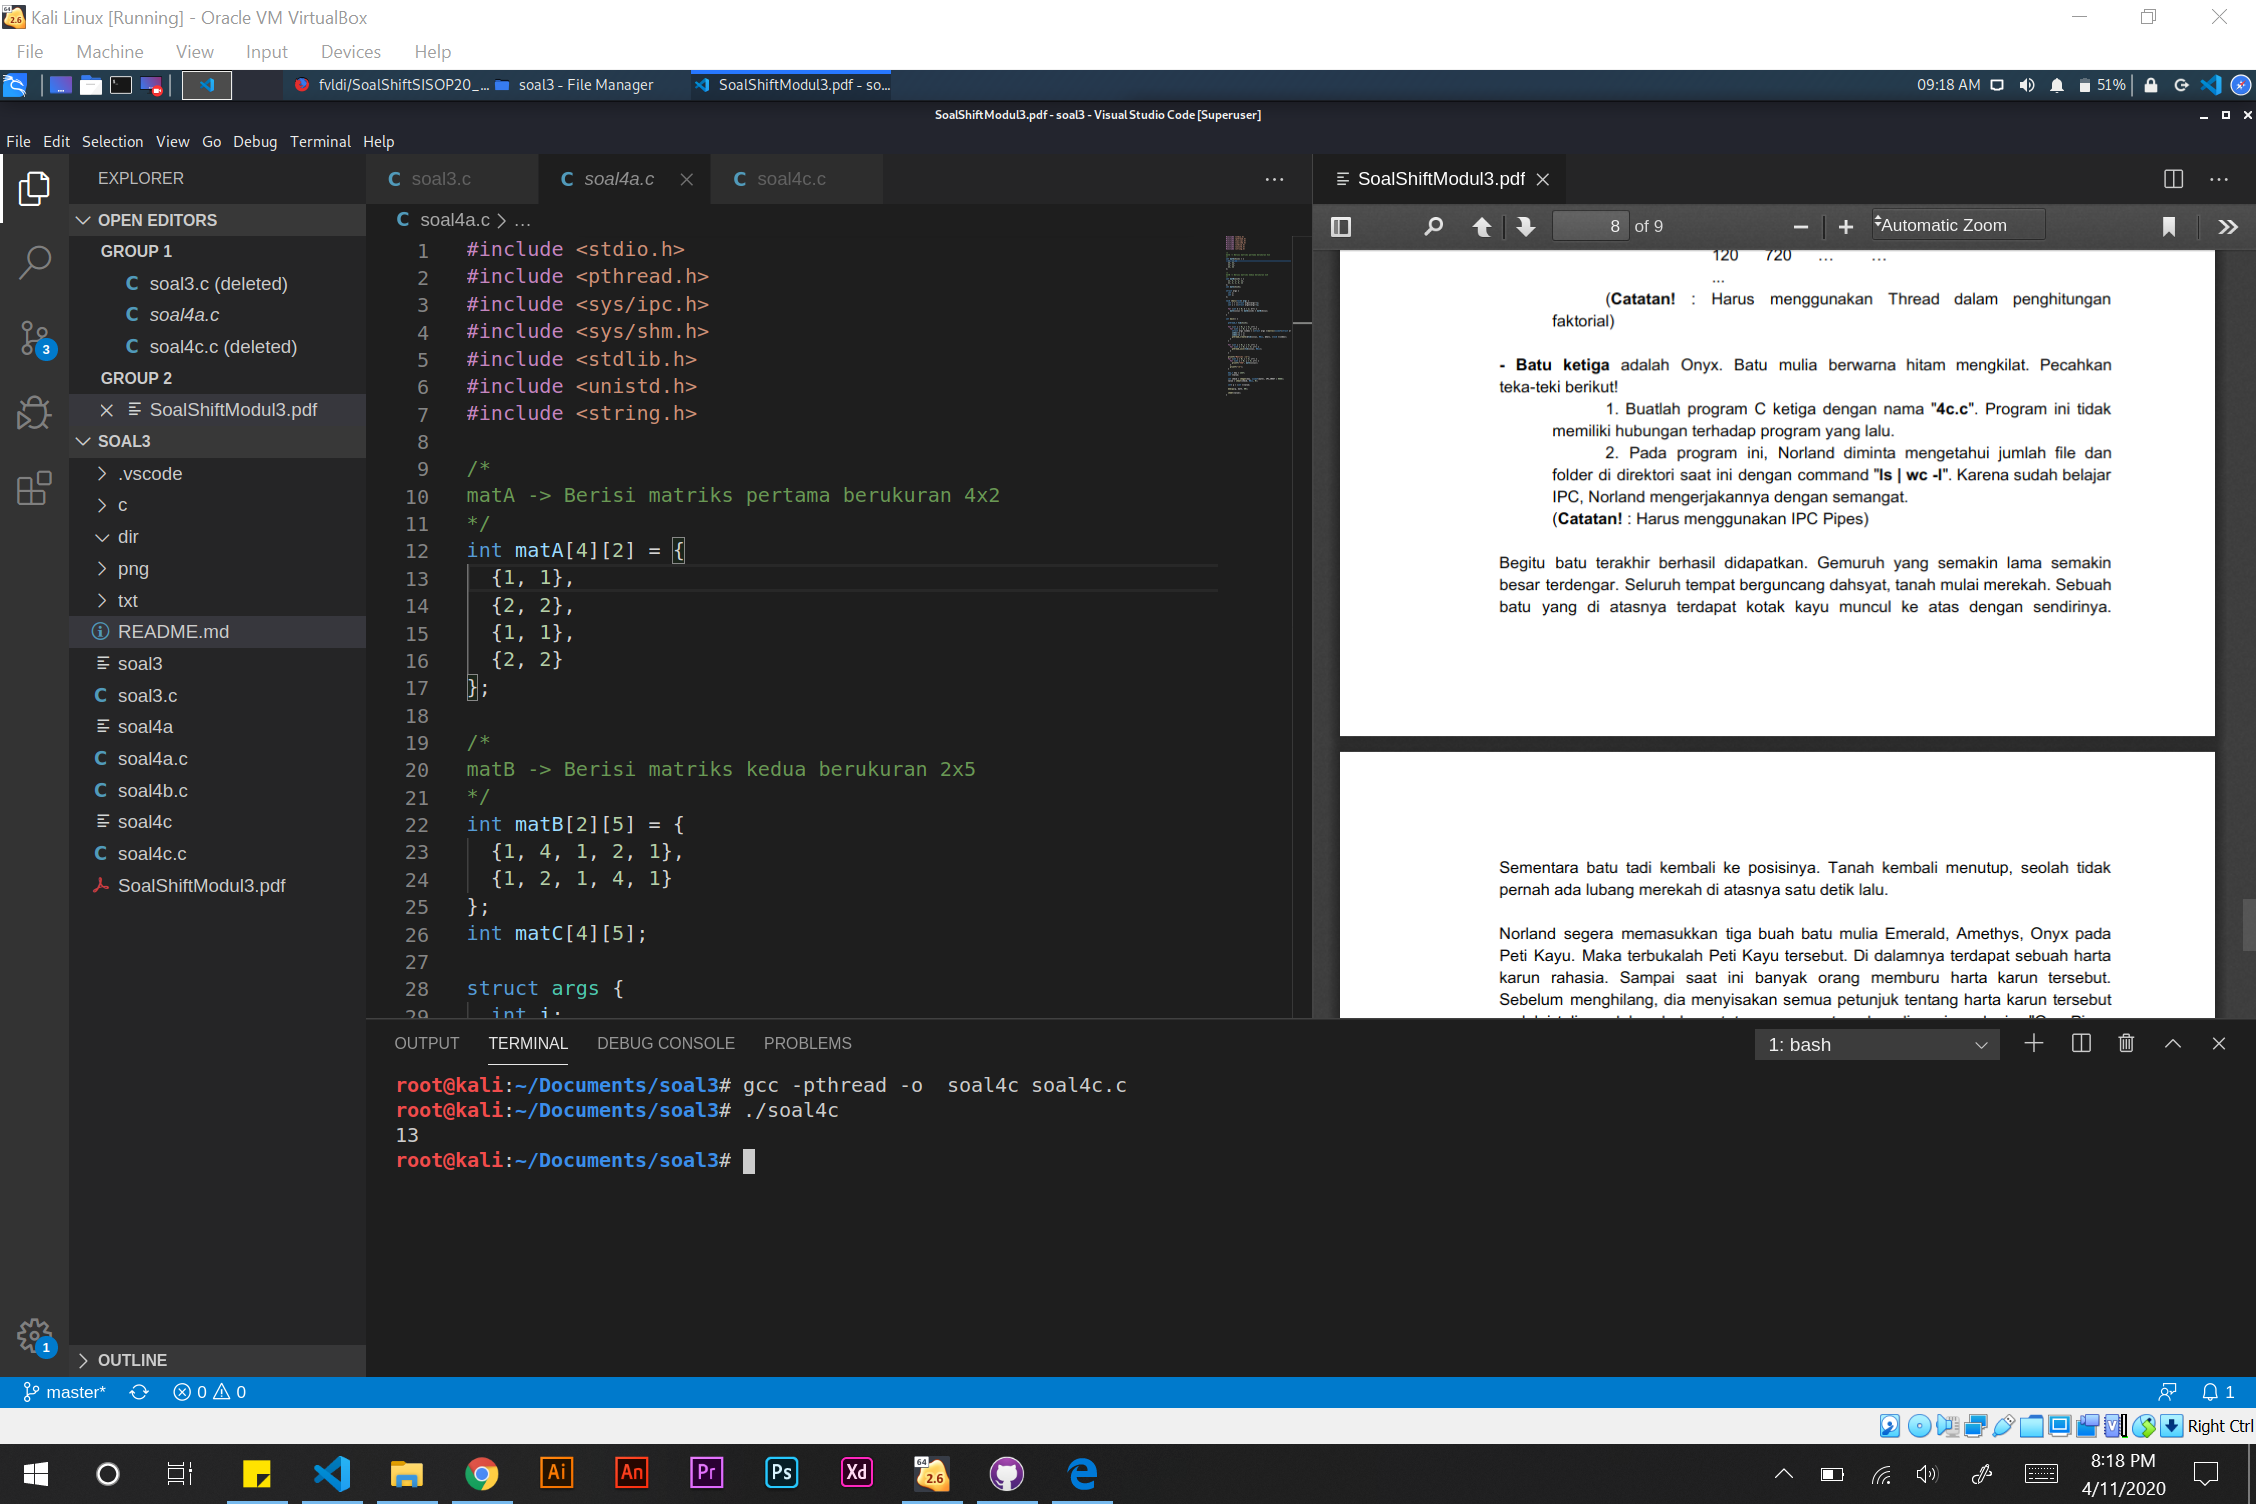 Kali Linux [Running] - Oracle VM VirtualBox
File Machine View Input Devices Help
fvldi/SoalShiftSISOP20_... soal3 - File Manager SoalShiftModul3.pdf - so... 09:18 AM 51%
SoalShiftModul3.pdf - soal3 - Visual Studio Code [Superuser]
File Edit Selection View Go Debug Terminal Help
EXPLORER
OPEN EDITORS
GROUP 1
C soal3.c (deleted)
C soal4a.c
C soal4c.c (deleted)
GROUP 2
SoalShiftModul3.pdf
SOAL3
.vscode
c
dir
png
txt
README.md
soal3
C soal3.c
soal4a
C soal4a.c
C soal4b.c
soal4c
C soal4c.c
SoalShiftModul3.pdf
OUTLINE
3
1
C soal3.c C soal4a.c C soal4c.c
C soal4a.c > ...
1 #include <stdio.h>
2 #include <pthread.h>
3 #include <sys/ipc.h>
4 #include <sys/shm.h>
5 #include <stdlib.h>
6 #include <unistd.h>
7 #include <string.h>
8
9 /*
10 matA -> Berisi matriks pertama berukuran 4x2
11 */
12 int matA[4][2] = {
13 {1, 1},
14 {2, 2},
15 {1, 1},
16 {2, 2}
17 };
18
19 /*
20 matB -> Berisi matriks kedua berukuran 2x5
21 */
22 int matB[2][5] = {
23 {1, 4, 1, 2, 1},
24 {1, 2, 1, 4, 1}
25 };
26 int matC[4][5];
27
28 struct args {
29 int i;
SoalShiftModul3.pdf
8 of 9 Automatic Zoom
120 720 ... ...
...
(Catatan! : Harus menggunakan Thread dalam penghitungan
faktorial)
- Batu ketiga adalah Onyx. Batu mulia berwarna hitam mengkilat. Pecahkan
teka-teki berikut!
1. Buatlah program C ketiga dengan nama "4c.c". Program ini tidak
memiliki hubungan terhadap program yang lalu.
2. Pada program ini, Norland diminta mengetahui jumlah file dan
folder di direktori saat ini dengan command "ls | wc -l". Karena sudah belajar
IPC, Norland mengerjakannya dengan semangat.
(Catatan! : Harus menggunakan IPC Pipes)
Begitu batu terakhir berhasil didapatkan. Gemuruh yang semakin lama semakin
besar terdengar. Seluruh tempat berguncang dahsyat, tanah mulai merekah. Sebuah
batu yang di atasnya terdapat kotak kayu muncul ke atas dengan sendirinya.
Sementara batu tadi kembali ke posisinya. Tanah kembali menutup, seolah tidak
pernah ada lubang merekah di atasnya satu detik lalu.
Norland segera memasukkan tiga buah batu mulia Emerald, Amethys, Onyx pada
Peti Kayu. Maka terbukalah Peti Kayu tersebut. Di dalamnya terdapat sebuah harta
karun rahasia. Sampai saat ini banyak orang memburu harta karun tersebut.
Sebelum menghilang, dia menyisakan semua petunjuk tentang harta karun tersebut
OUTPUT TERMINAL DEBUG CONSOLE PROBLEMS 1: bash
root@kali:~/Documents/soal3# gcc -pthread -o  soal4c soal4c.c
root@kali:~/Documents/soal3# ./soal4c
13
root@kali:~/Documents/soal3#
master* 0 0 1
Right Ctrl
Ai An Pr Ps Xd 64 2.6 8:18 PM
4/11/2020